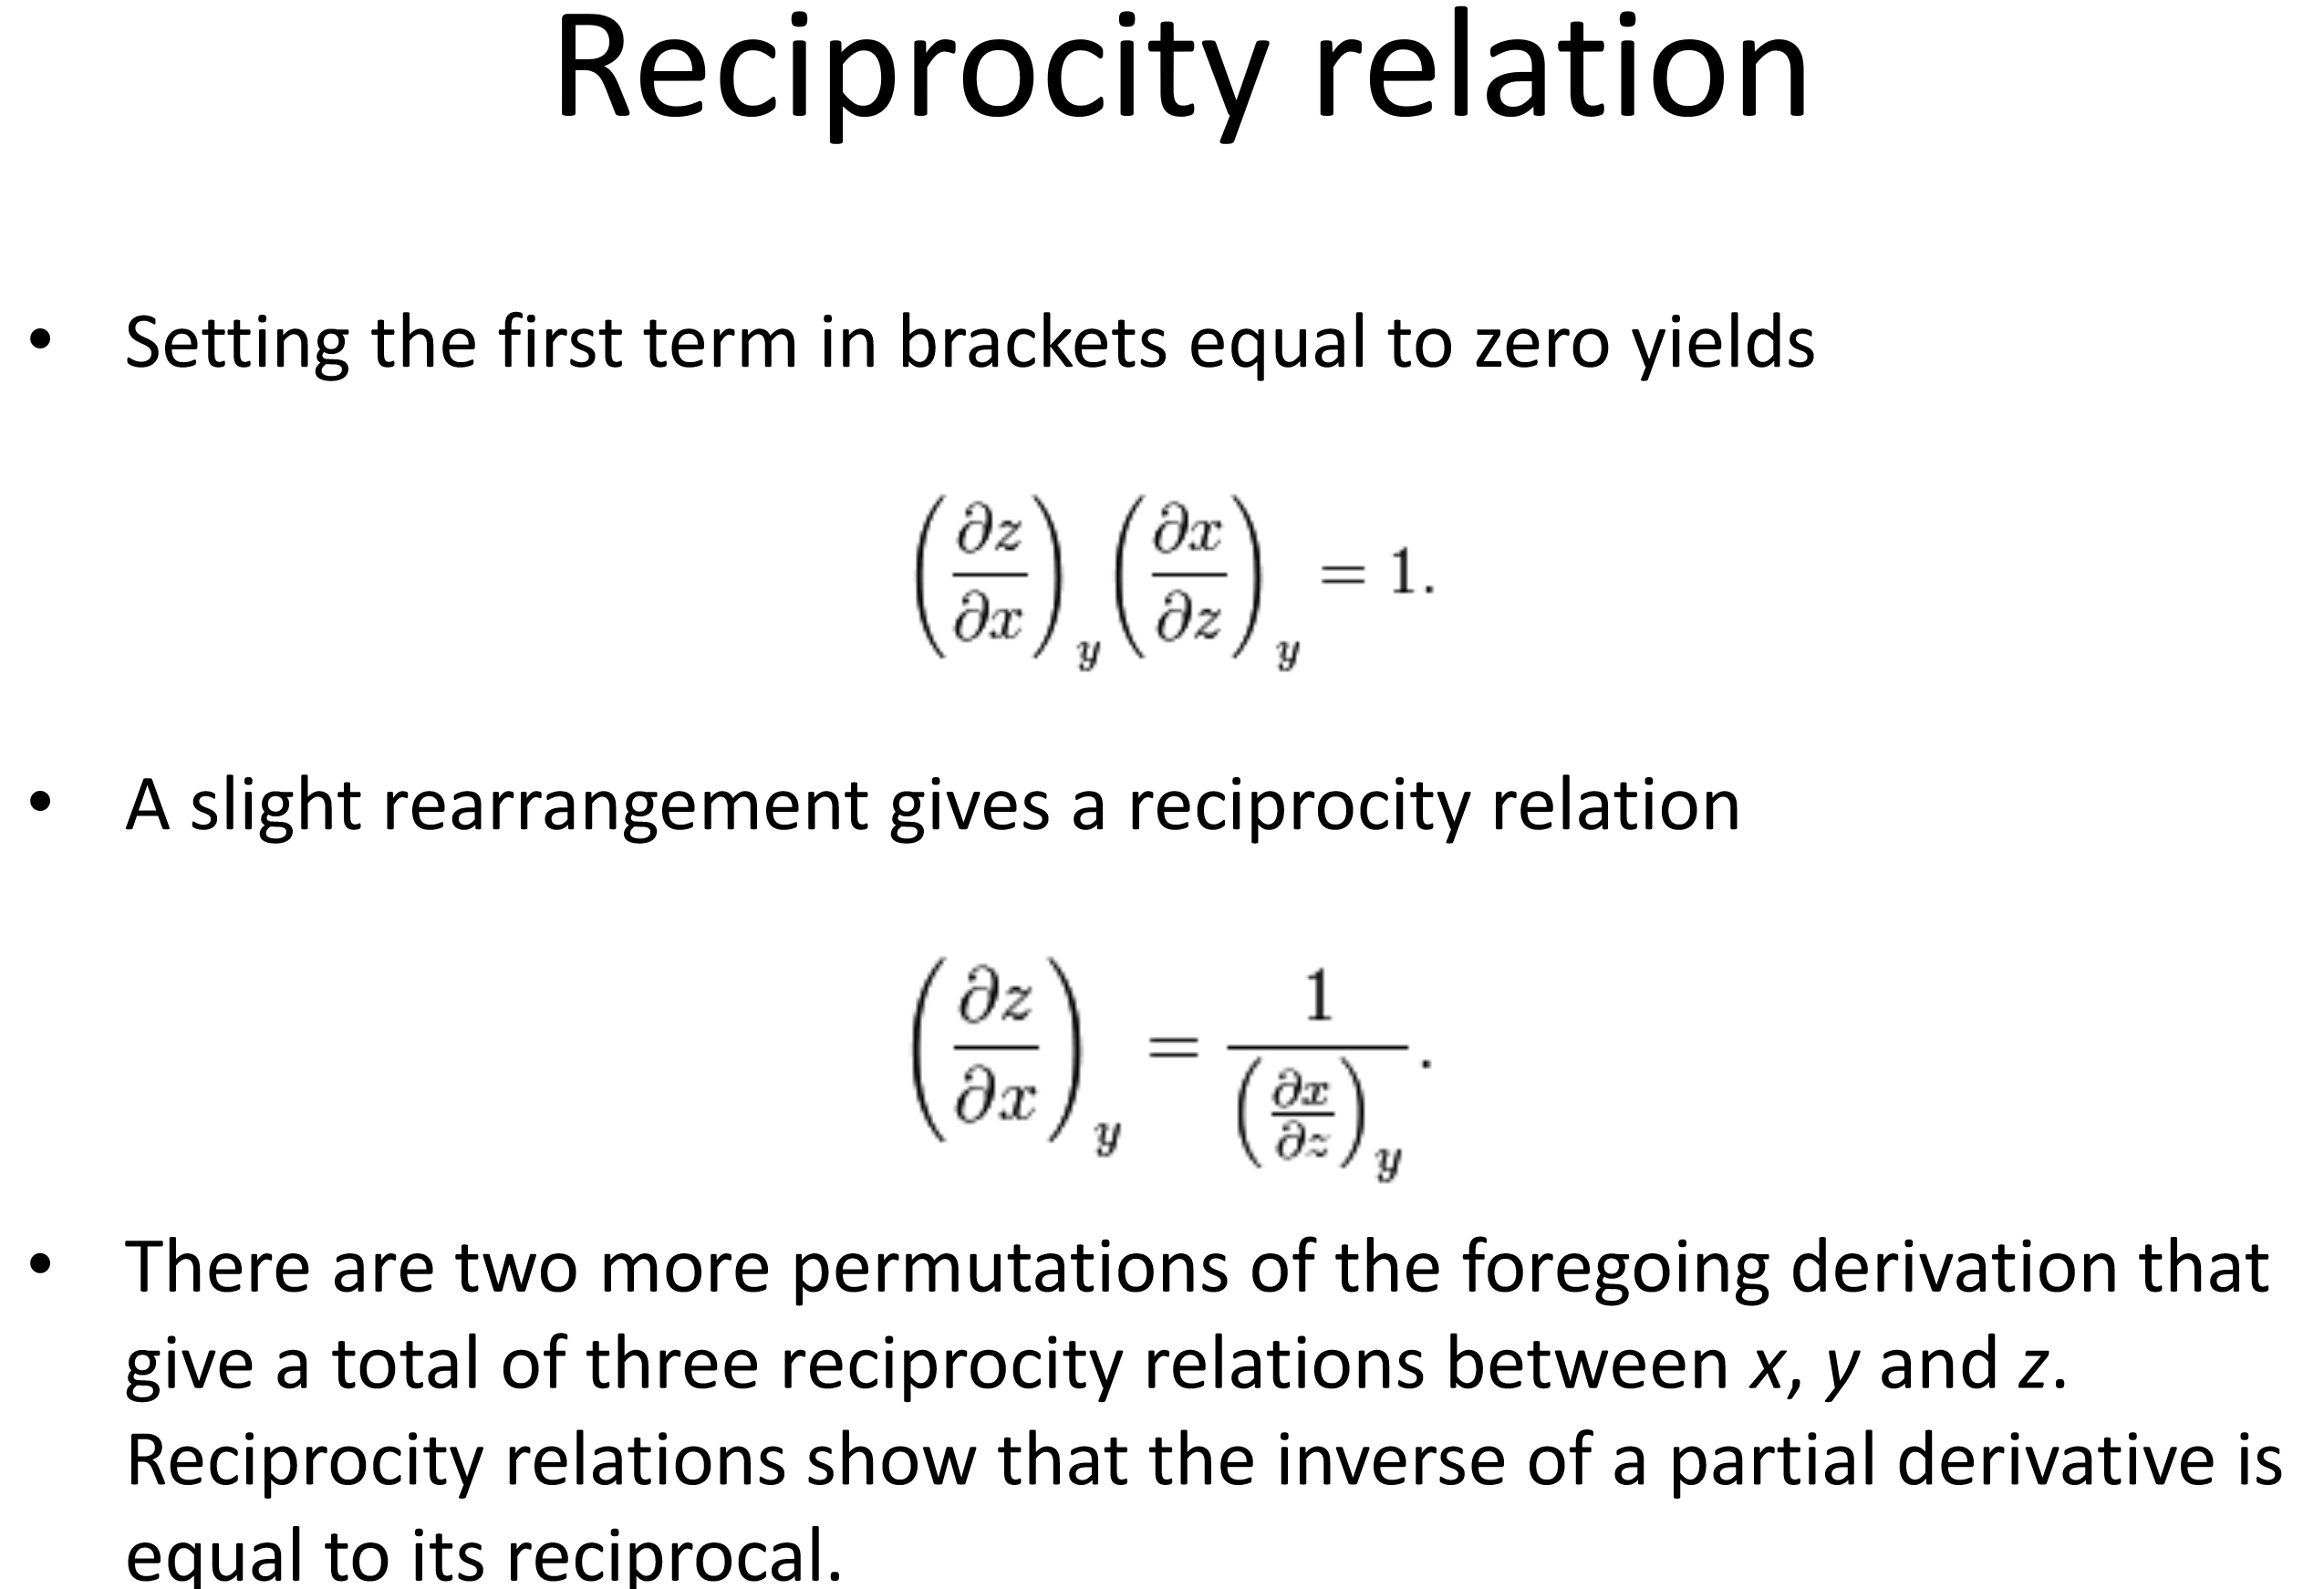 Reciprocity relation
• Setting the first term in brackets equal to zero yields
$\left(\frac{\partial z}{\partial x}\right)_y \left(\frac{\partial x}{\partial z}\right)_y = 1.$
• A slight rearrangement gives a reciprocity relation
$\left(\frac{\partial z}{\partial x}\right)_y = \frac{1}{\left(\frac{\partial x}{\partial z}\right)_y}.$
• There are two more permutations of the foregoing derivation that
give a total of three reciprocity relations between x, y and z.
Reciprocity relations show that the inverse of a partial derivative is
equal to its reciprocal.